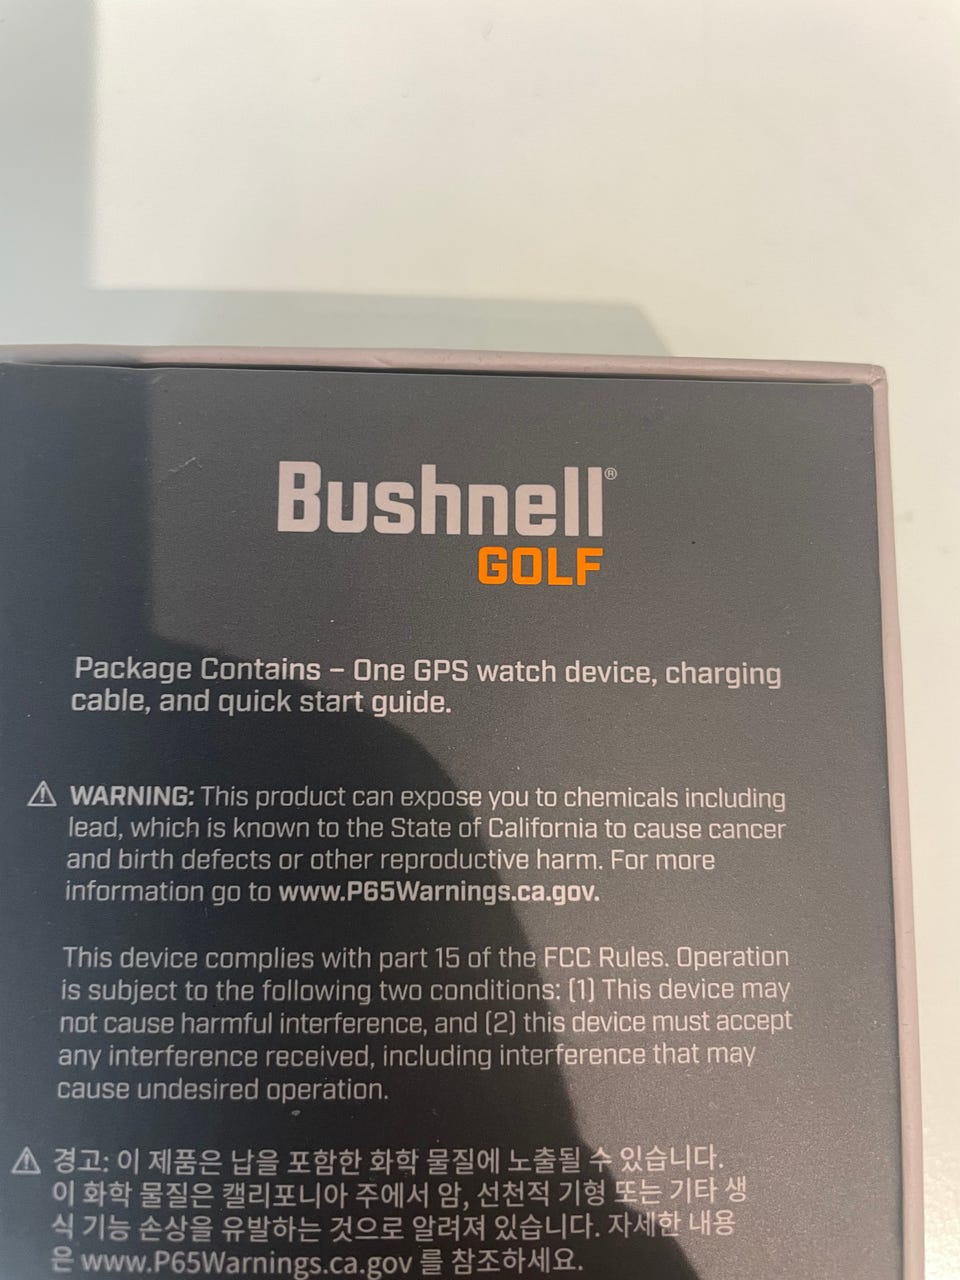 Bushnell®
GOLF
Package Contains – One GPS watch device, charging
cable, and quick start guide.
⚠ WARNING: This product can expose you to chemicals including
lead, which is known to the State of California to cause cancer
and birth defects or other reproductive harm. For more
information go to www.P65Warnings.ca.gov.
This device complies with part 15 of the FCC Rules. Operation
is subject to the following two conditions: (1) This device may
not cause harmful interference, and (2) this device must accept
any interference received, including interference that may
cause undesired operation.
⚠ 경고: 이 제품은 납을 포함한 화학 물질에 노출될 수 있습니다.
이 화학 물질은 캘리포니아 주에서 암, 선천적 기형 또는 기타 생
식 기능 손상을 유발하는 것으로 알려져 있습니다. 자세한 내용
은 www.P65Warnings.ca.gov 를 참조하세요.